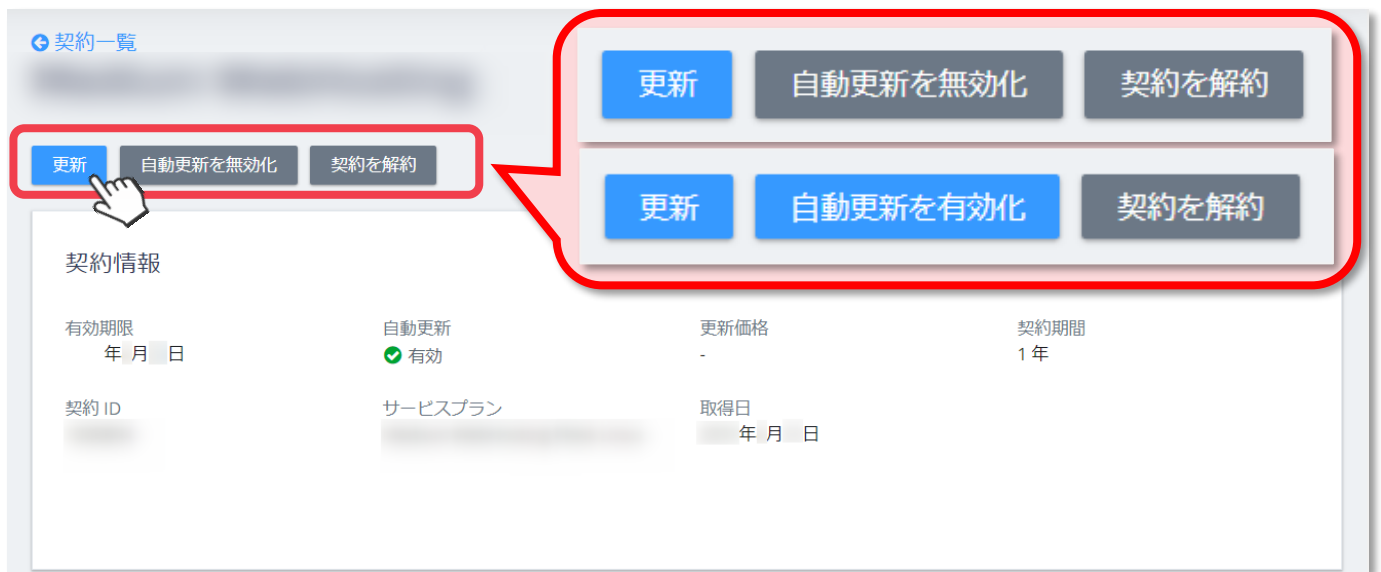 契約一覧
更新 自動更新を無効化 契約を解約
更新 自動更新を無効化 契約を解約
更新 自動更新を有効化 契約を解約
契約情報
有効期限 自動更新 更新価格 契約期間
年 月 日 有効 - 1 年
契約 ID サービスプラン 取得日
年 月 日